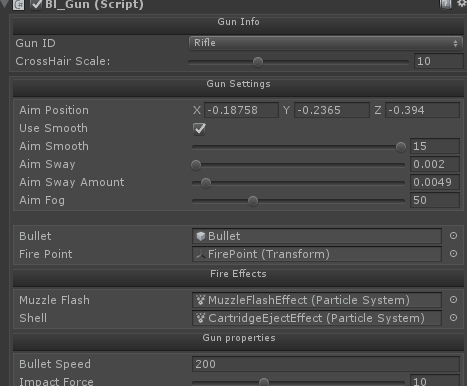 Bl_Gun (Script)
Gun Info
Gun ID Rifle
CrossHair Scale: 10
Gun Settings
Aim Position X -0.18758 Y -0.2365 Z -0.394
Use Smooth
Aim Smooth 15
Aim Sway 0.002
Aim Sway Amount 0.0049
Aim Fog 50
Bullet Bullet
Fire Point FirePoint (Transform)
Fire Effects
Muzzle Flash MuzzleFlashEffect (Particle System)
Shell CartridgeEjectEffect (Particle System)
Gun properties
Bullet Speed 200
Impact Force 10